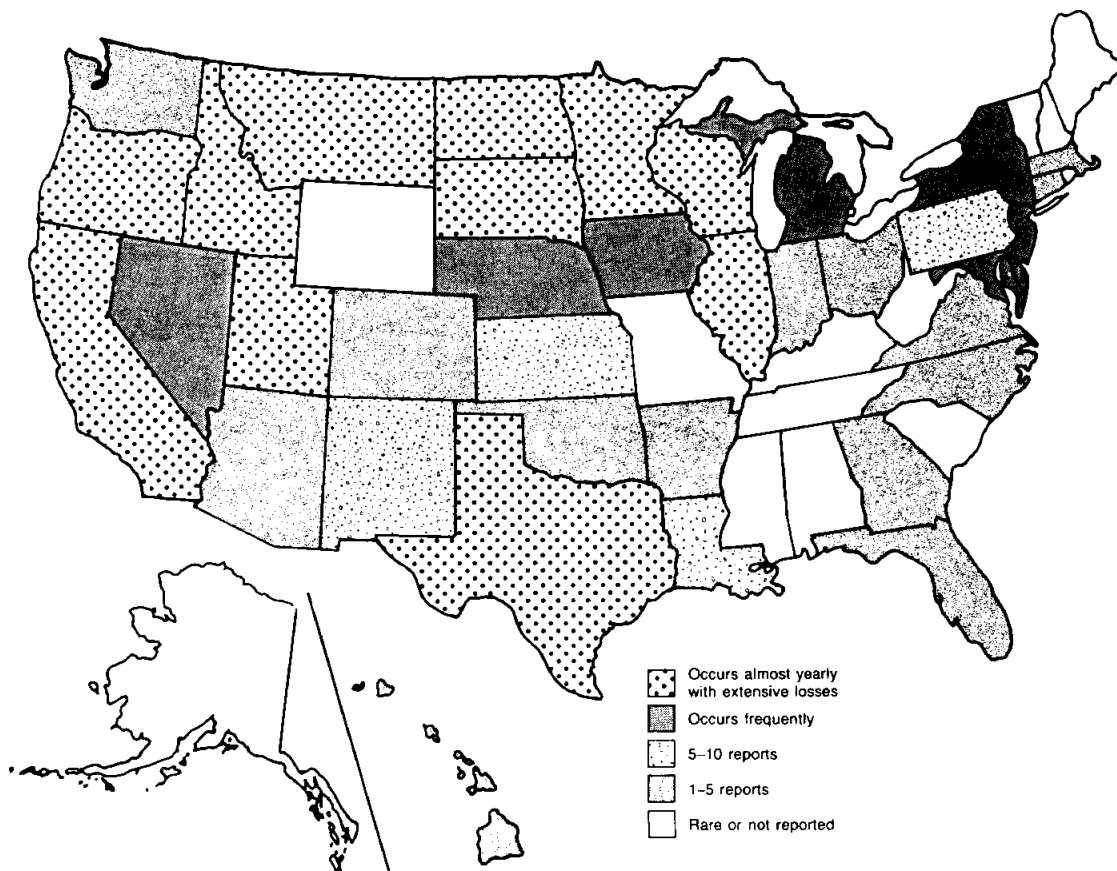 Occurs almost yearly
with extensive losses
Occurs frequently
5–10 reports
1–5 reports
Rare or not reported